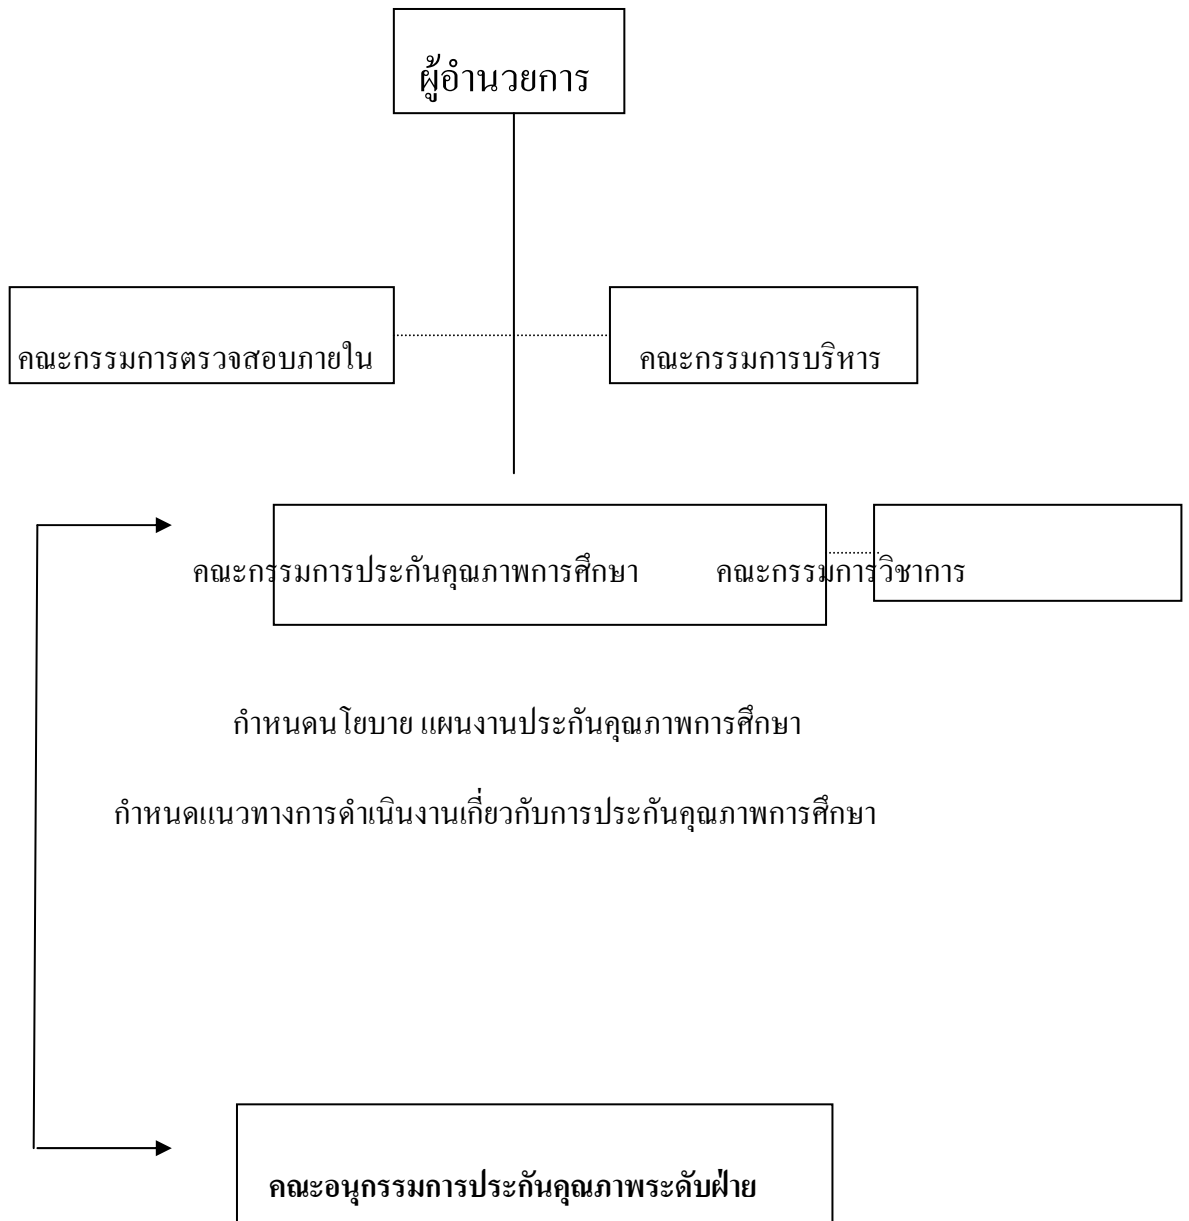 ผู้อำนวยการ
คณะกรรมการตรวจสอบภายใน
คณะกรรมการบริหาร
คณะกรรมการประกันคุณภาพการศึกษา คณะกรรมการวิชาการ
กำหนดนโยบาย แผนงานประกันคุณภาพการศึกษา
กำหนดแนวทางการดำเนินงานเกี่ยวกับการประกันคุณภาพการศึกษา
คณะอนุกรรมการประกันคุณภาพระดับฝ่าย